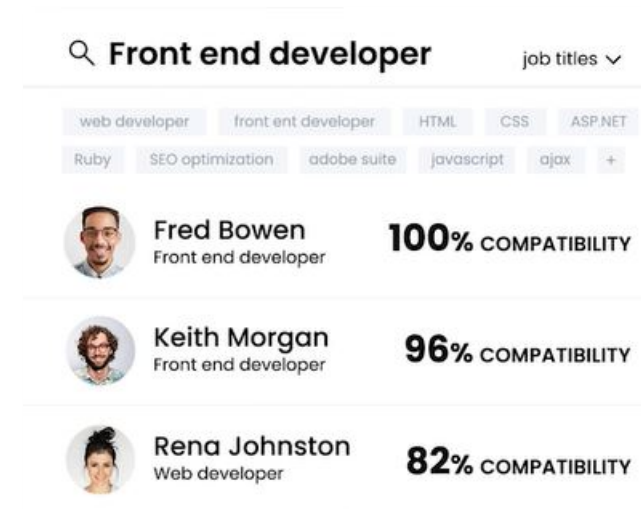 Front end developer job titles
web developer front ent developer HTML CSS ASP.NET
Ruby SEO optimization adobe suite javascript ajax +
Fred Bowen
Front end developer
100% COMPATIBILITY
Keith Morgan
Front end developer
96% COMPATIBILITY
Rena Johnston
Web developer
82% COMPATIBILITY